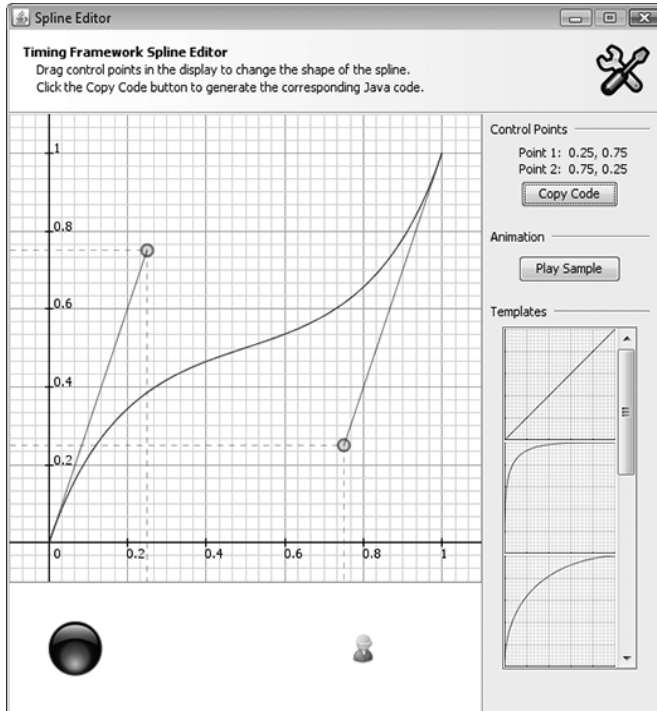 Spline Editor
Timing Framework Spline Editor
Drag control points in the display to change the shape of the spline.
Click the Copy Code button to generate the corresponding Java code.
1
0.8
0.6
0.4
0.2
0 0.2 0.4 0.6 0.8 1
Control Points
Point 1: 0.25, 0.75
Point 2: 0.75, 0.25
Copy Code
Animation
Play Sample
Templates